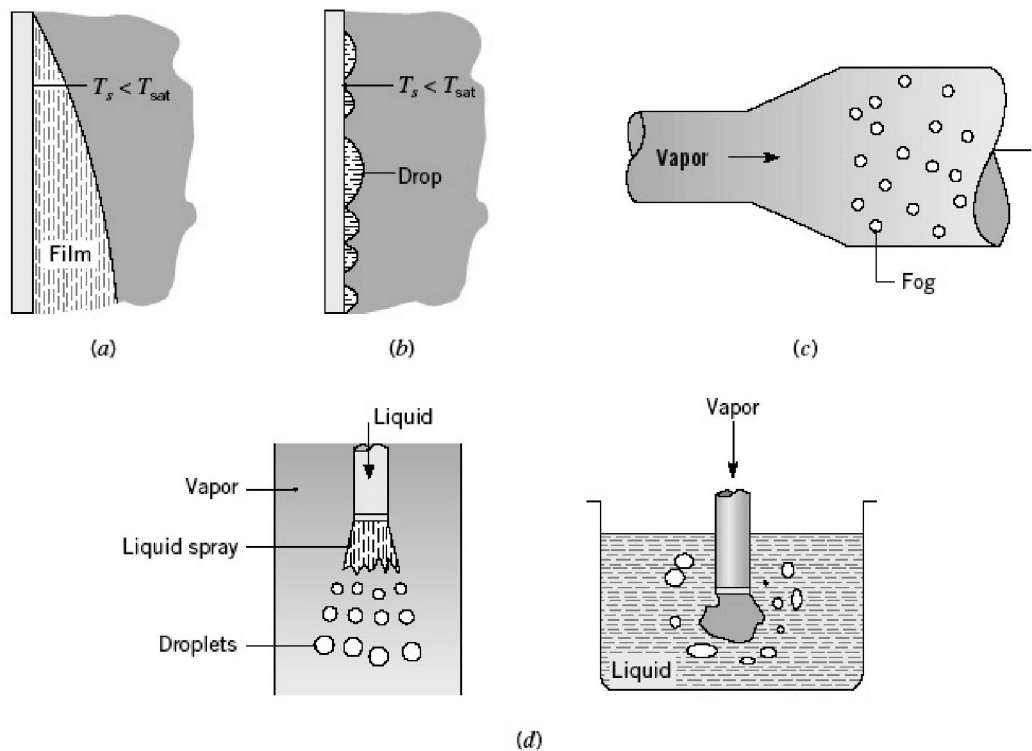 T_s < T_sat
Film
(a)
T_s < T_sat
Drop
(b)
Vapor
Fog
(c)
Liquid
Vapor
Liquid spray
Droplets
Vapor
Liquid
(d)